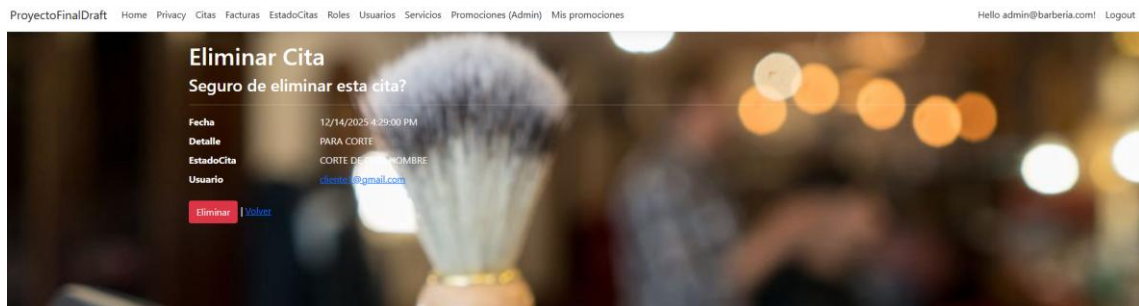 ProyectoFinalDraft Home Privacy Citas Facturas EstadoCitas Roles Usuarios Servicios Promociones (Admin) Mis promociones Hello admin@barberia.com! Logout
Eliminar Cita
Seguro de eliminar esta cita?
Fecha 12/14/2025 4:29:00 PM
Detalle PARA CORTE
EstadoCita CORTE DE HOMBRE
Usuario cliente1@gmail.com
Eliminar | Volver